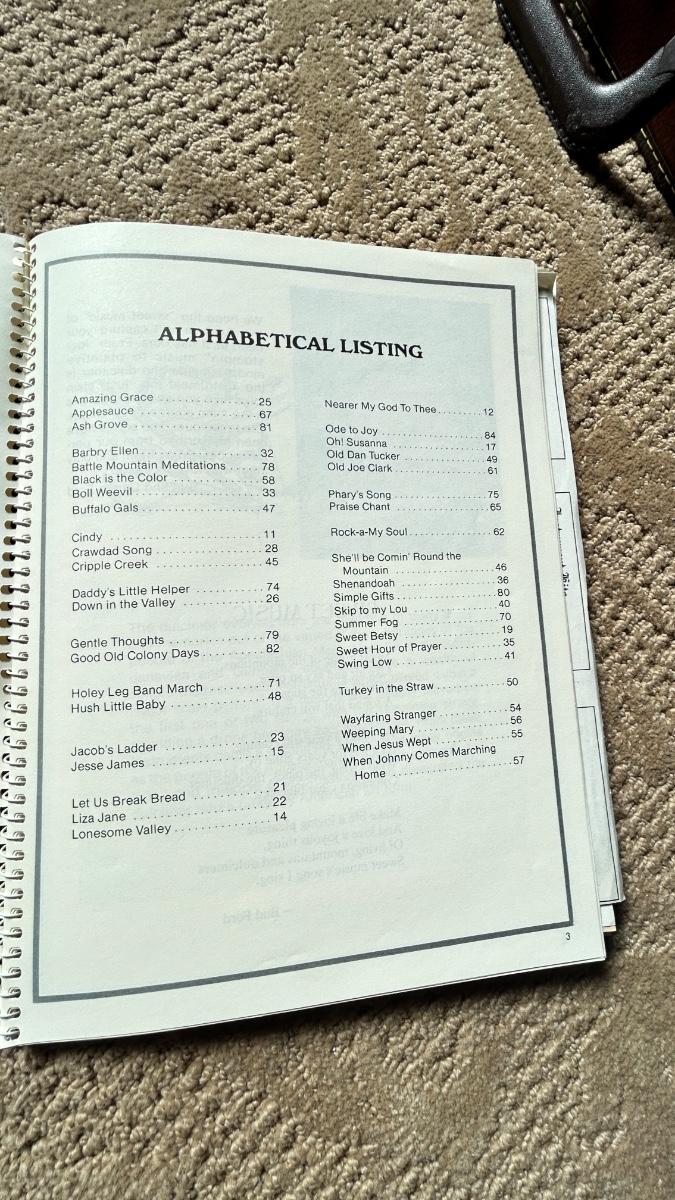 ALPHABETICAL LISTING
Amazing Grace .................. 25
Applesauce ..................... 67
Ash Grove ...................... 81
Barbry Ellen .................... 32
Battle Mountain Meditations ..... 78
Black is the Color .............. 58
Boll Weevil ..................... 33
Buffalo Gals .................... 47
Cindy .......................... 11
Crawdad Song ................... 28
Cripple Creek ................... 45
Daddy's Little Helper ........... 74
Down in the Valley .............. 26
Gentle Thoughts ................. 79
Good Old Colony Days ............ 82
Holey Leg Band March ............ 71
Hush Little Baby ................ 48
Jacob's Ladder .................. 23
Jesse James ..................... 15
Let Us Break Bread .............. 21
Liza Jane ....................... 22
Lonesome Valley ................. 14
Nearer My God To Thee ........... 12
Ode to Joy ...................... 84
Oh! Susanna ..................... 17
Old Dan Tucker .................. 49
Old Joe Clark ................... 61
Phary's Song .................... 75
Praise Chant .................... 65
Rock-a-My Soul .................. 62
She'll be Comin' Round the
Mountain ........................ 46
Shenandoah ...................... 36
Simple Gifts .................... 80
Skip to my Lou .................. 40
Summer Fog ...................... 70
Sweet Betsy ..................... 19
Sweet Hour of Prayer ............ 35
Swing Low ....................... 41
Turkey in the Straw ............. 50
Wayfaring Stranger .............. 54
Weeping Mary .................... 56
When Jesus Wept ................. 55
When Johnny Comes Marching
Home ............................ 57
3